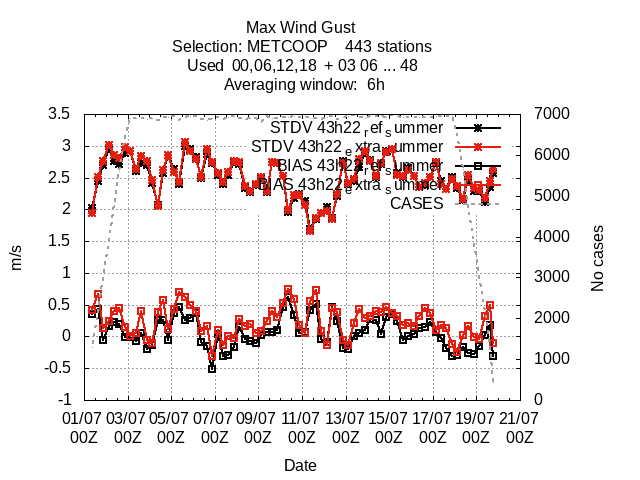 Max Wind Gust
Selection: METCOOP 443 stations
Used 00,06,12,18 + 03 06 ... 48
Averaging window: 6h
3.5
3
2.5
2
1.5
1
0.5
0
-0.5
-1
m/s
7000
6000
5000
4000
3000
2000
1000
0
No cases
STDV 43h22refsummer
STDV 43h22extrasummer
BIAS 43h22refsummer
BIAS 43h22extrasummer
CASES
01/07 03/07 05/07 07/07 09/07 11/07 13/07 15/07 17/07 19/07 21/07
00Z 00Z 00Z 00Z 00Z 00Z 00Z 00Z 00Z 00Z 00Z
Date